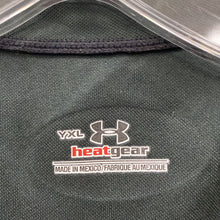 YXL
heatgear
MADE IN MEXICO/FABRIQUE AU MEXIQUE